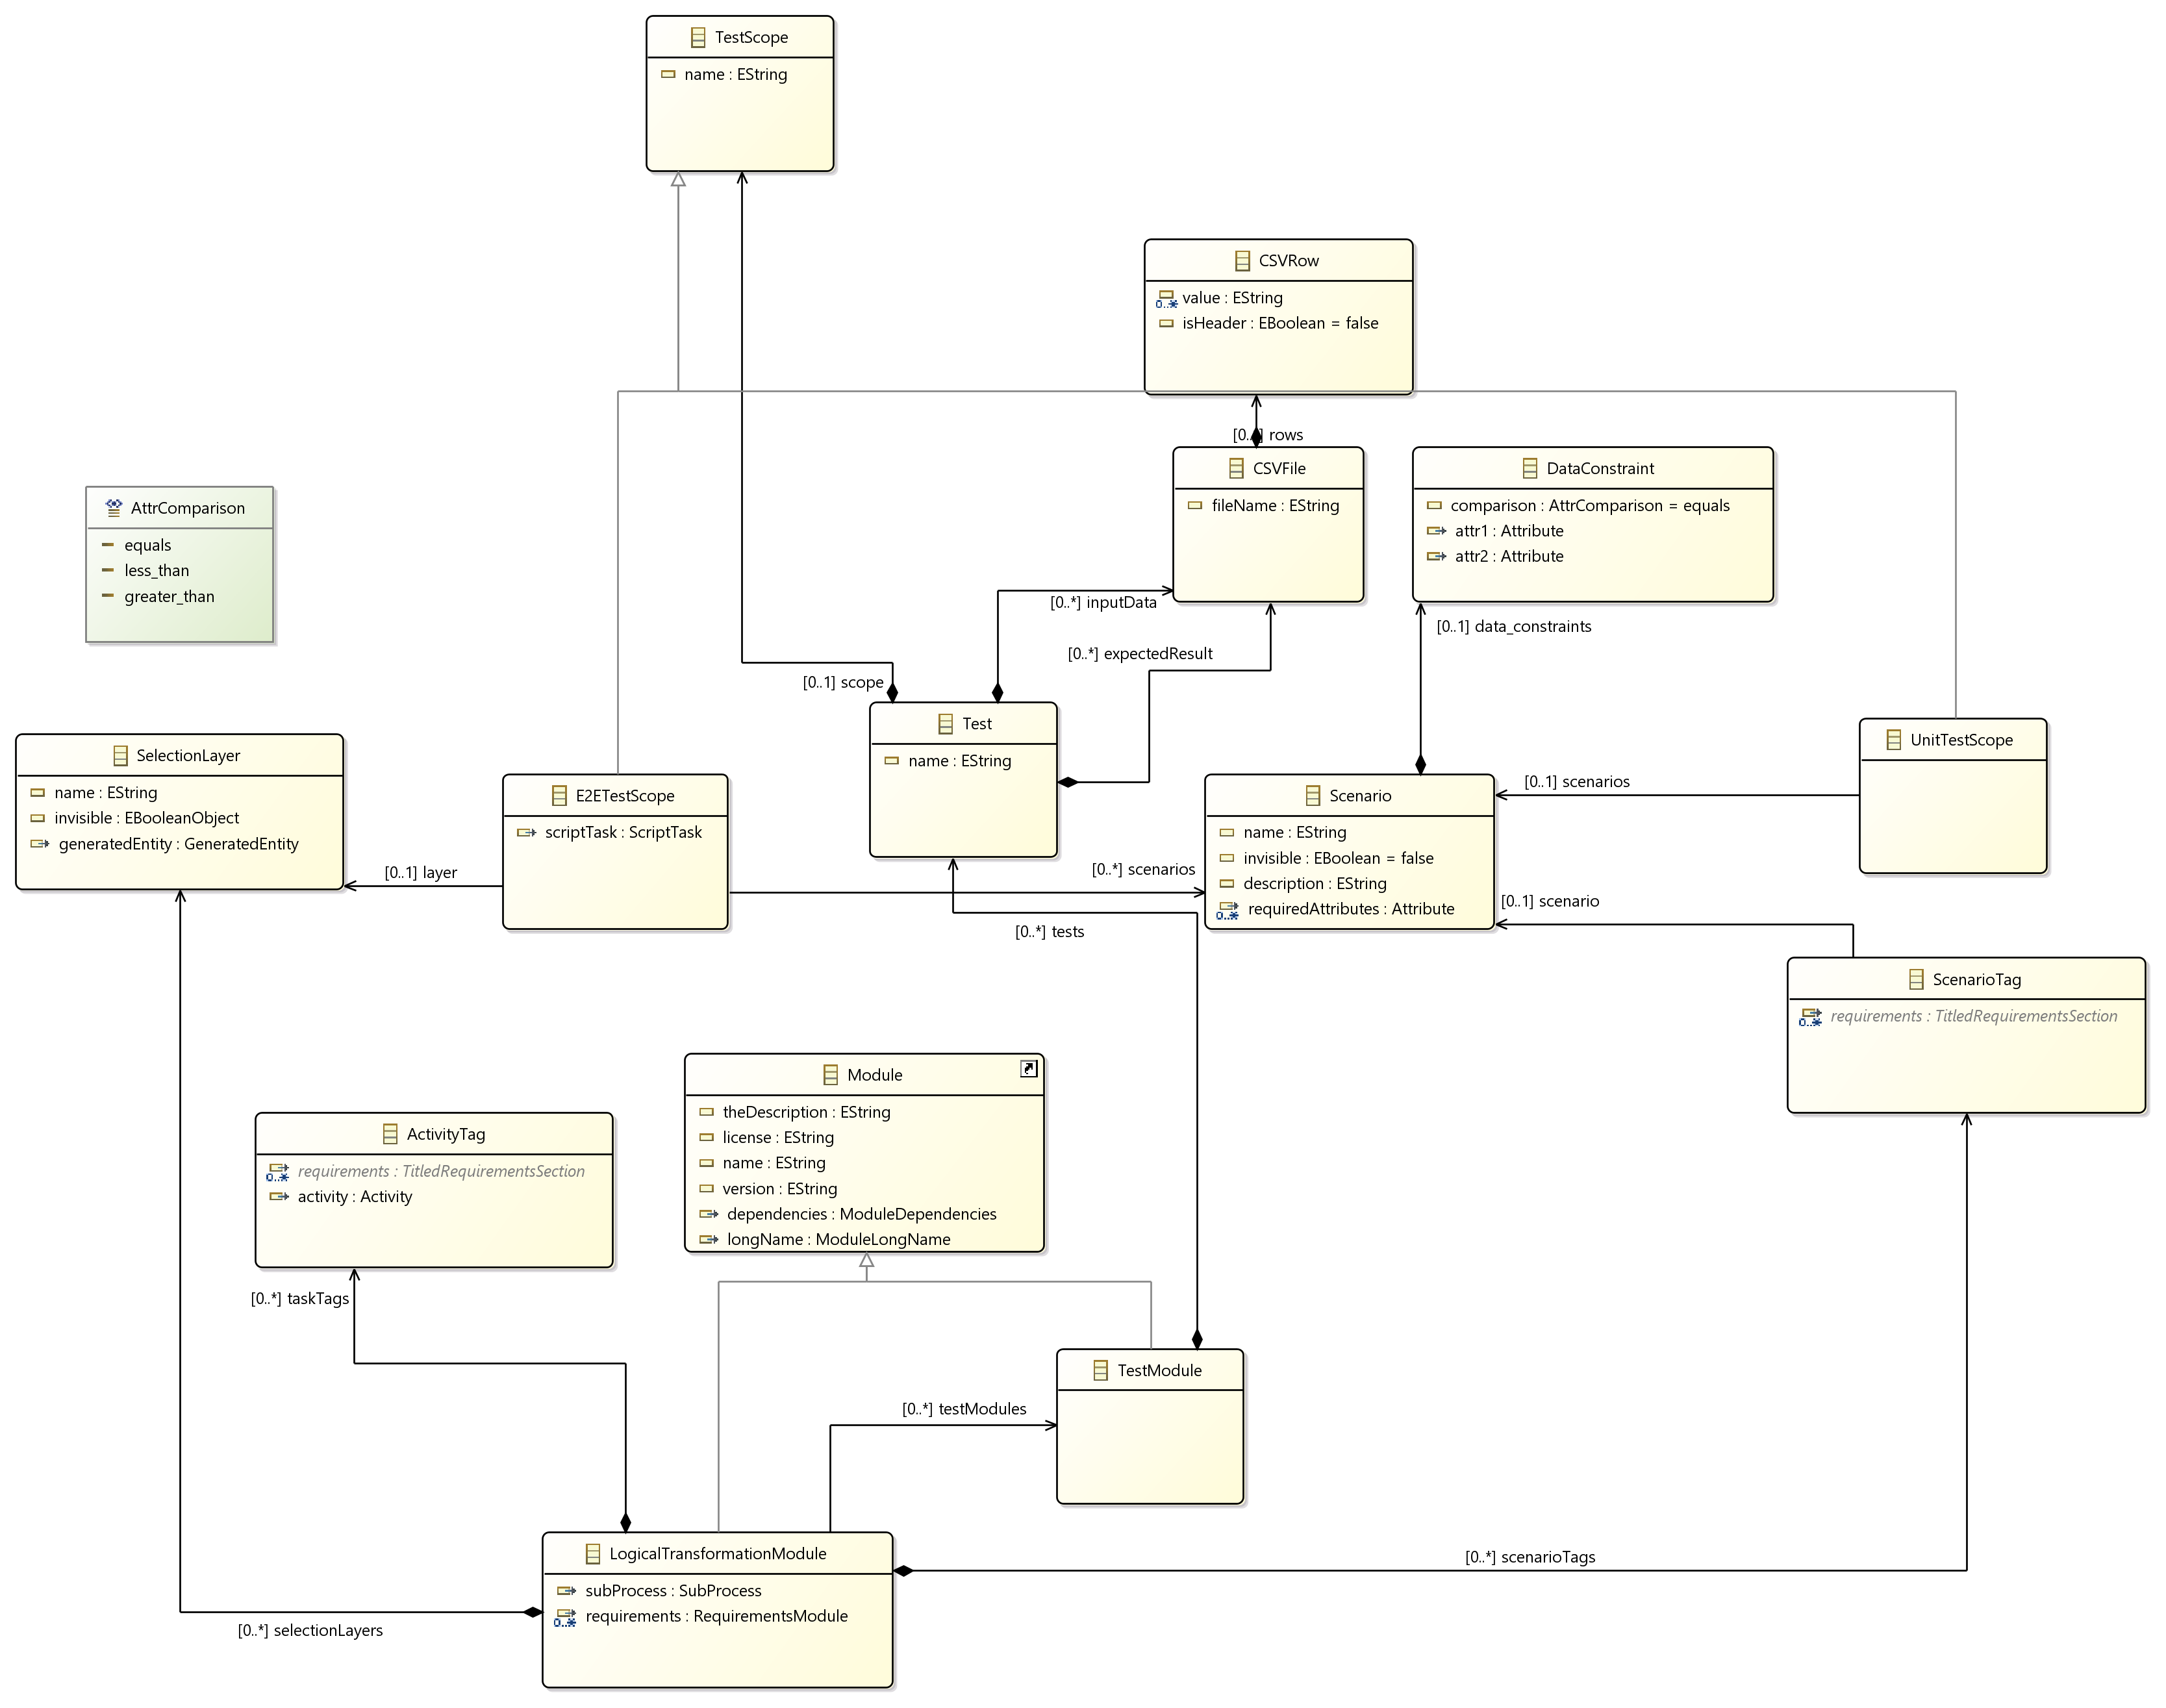 TestScope
name : EString
CSVRow
0..*
value : EString
isHeader : EBoolean = false
rows
CSVFile
fileName : EString
DataConstraint
comparison : AttrComparison = equals
attr1 : Attribute
attr2 : Attribute
AttrComparison
equals
less_than
greater_than
[0..*] inputData
[0..1] data_constraints
[0..*] expectedResult
[0..1] scope
Test
name : EString
SelectionLayer
name : EString
invisible : EBooleanObject
generatedEntity : GeneratedEntity
[0..1] layer
E2ETestScope
scriptTask : ScriptTask
[0..*] scenarios
Scenario
name : EString
invisible : EBoolean = false
description : EString
0..*
requiredAttributes : Attribute
[0..1] scenarios
UnitTestScope
[0..1] scenario
[0..*] tests
ScenarioTag
0..*
requirements : TitledRequirementsSection
Module
theDescription : EString
license : EString
name : EString
version : EString
dependencies : ModuleDependencies
longName : ModuleLongName
ActivityTag
0..*
requirements : TitledRequirementsSection
activity : Activity
[0..*] taskTags
TestModule
[0..*] testModules
LogicalTransformationModule
subProcess : SubProcess
0..*
requirements : RequirementsModule
[0..*] scenarioTags
[0..*] selectionLayers